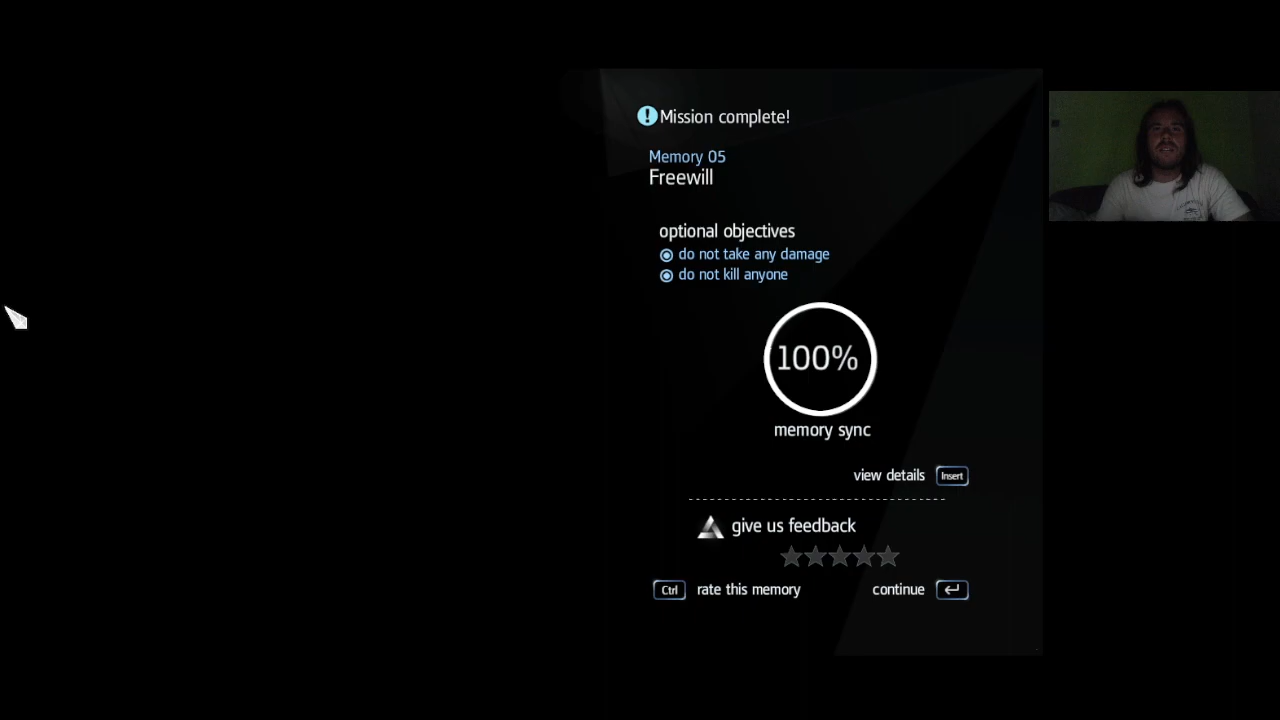 Mission complete!
Memory 05
Freewill
optional objectives
do not take any damage
do not kill anyone
100%
memory sync
view details Insert
give us feedback
Ctrl rate this memory continue